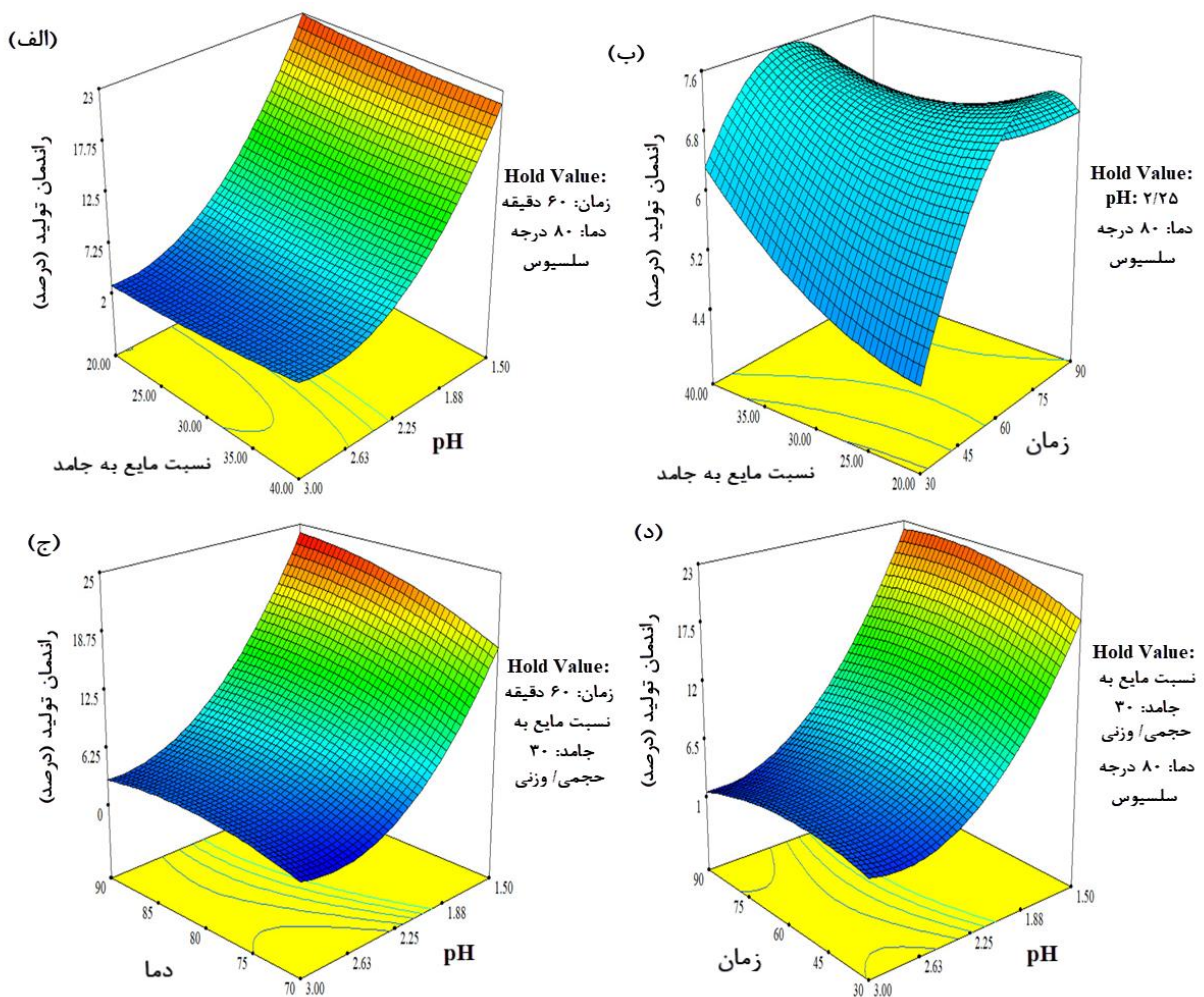 (الف)
راندمان تولید (درصد)
23
17.75
12.5
7.25
2
20.00
25.00
30.00
35.00
40.00
نسبت مایع به جامد
3.00
2.63
2.25
1.88
1.50
pH
Hold Value:
زمان: ۶۰ دقیقه
دما: ۸۰ درجه
سلسیوس
(ب)
راندمان تولید (درصد)
7.6
6.8
6
5.2
4.4
40.00
35.00
30.00
25.00
20.00
نسبت مایع به جامد
30
45
60
75
90
زمان
Hold Value:
pH: ۲/۲۵
دما: ۸۰ درجه
سلسیوس
(ج)
راندمان تولید (درصد)
25
18.75
12.5
6.25
0
90
85
80
75
70
دما
3.00
2.63
2.25
1.88
1.50
pH
Hold Value:
زمان: ۶۰ دقیقه
نسبت مایع به
جامد: ۳۰
حجمی/ وزنی
(د)
راندمان تولید (درصد)
23
17.5
12
6.5
1
90
75
60
45
30
زمان
3.00
2.63
2.25
1.88
1.50
pH
Hold Value:
نسبت مایع به
جامد: ۳۰
حجمی/ وزنی
دما: ۸۰ درجه
سلسیوس